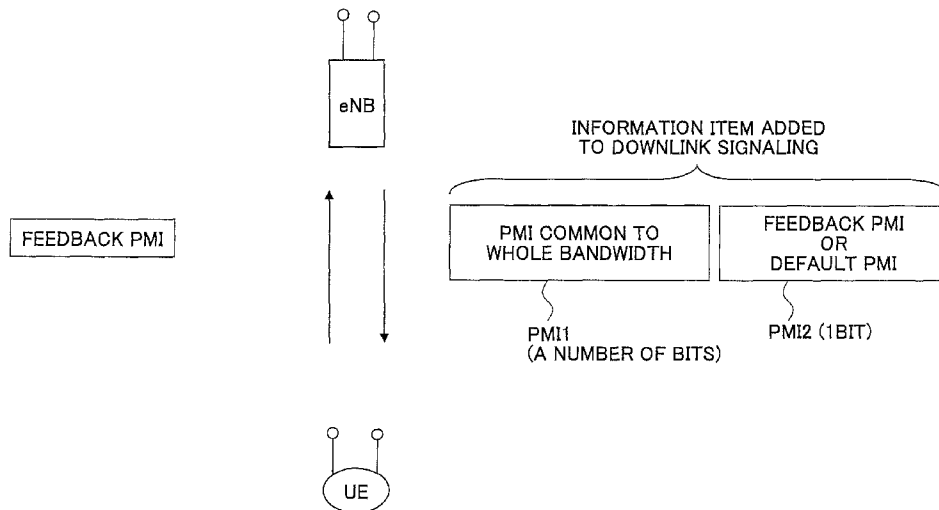 eNB
INFORMATION ITEM ADDED
TO DOWNLINK SIGNALING
FEEDBACK PMI
PMI COMMON TO
WHOLE BANDWIDTH
FEEDBACK PMI
OR
DEFAULT PMI
PMI1
(A NUMBER OF BITS)
PMI2 (1BIT)
UE